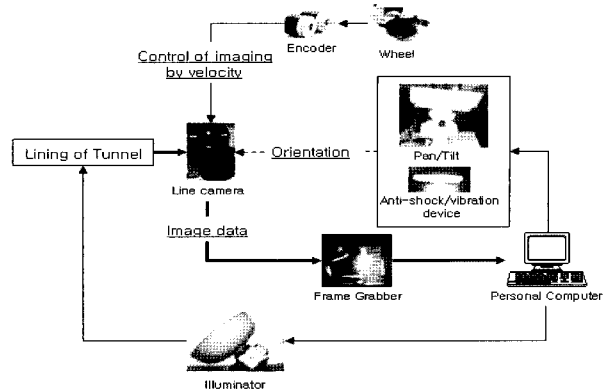 Encoder
Wheel
Control of imaging
by velocity
Lining of Tunnel
Orientation
Pan/Tilt
Line camera
Anti-shock/vibration
device
Image data
Frame Grabber
Personal Computer
Illuminator